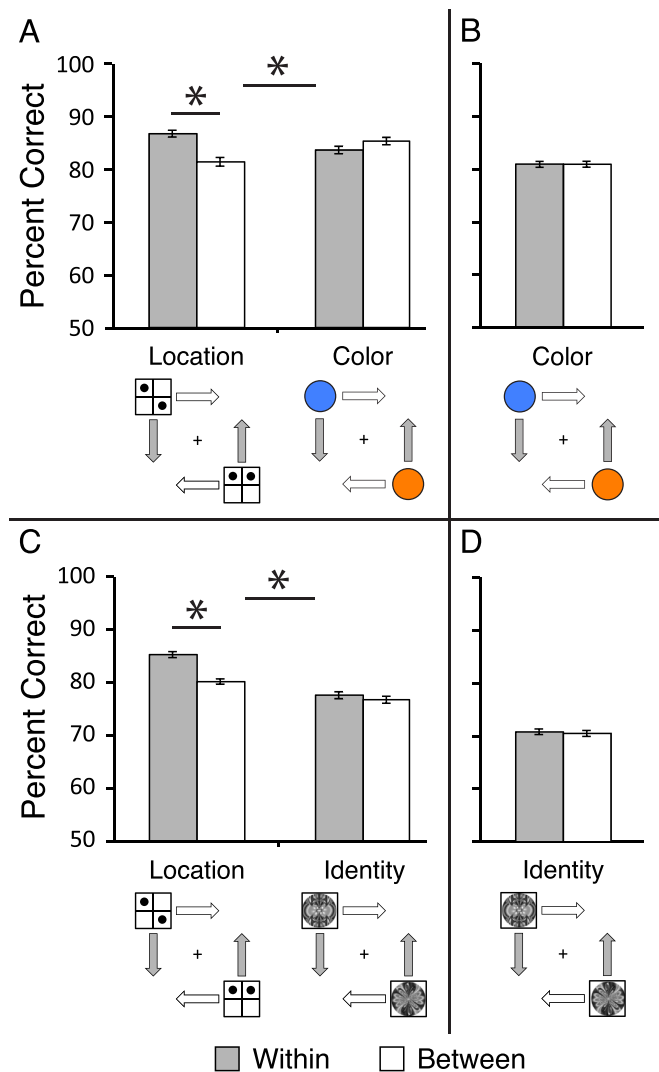 A
Percent Correct
100
90
80
70
60
50
*
*
Location
Color
+
+
B
Color
+
C
Percent Correct
100
90
80
70
60
50
*
*
Location
Identity
+
+
D
Identity
+
Within
Between